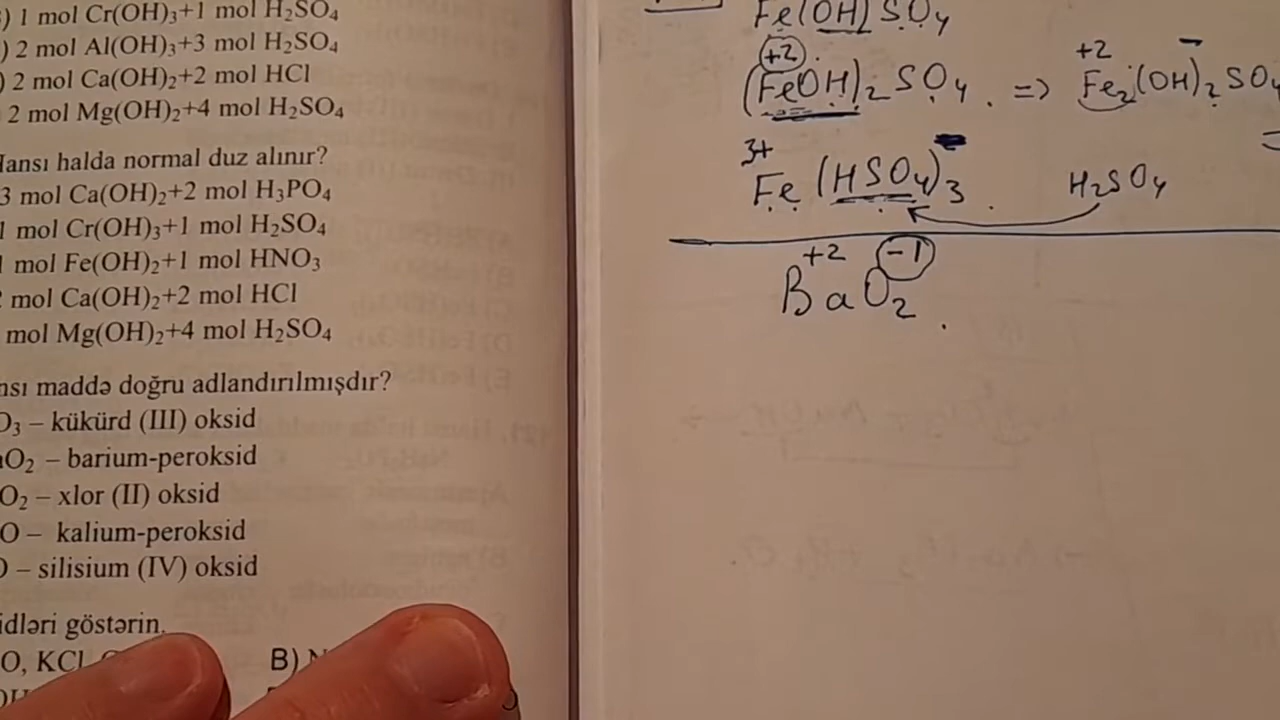 ) 1 mol Cr(OH)₃+1 mol H₂SO₄
) 2 mol Al(OH)₃+3 mol H₂SO₄
) 2 mol Ca(OH)₂+2 mol HCl
2 mol Mg(OH)₂+4 mol H₂SO₄
Hansı halda normal duz alınır?
3 mol Ca(OH)₂+2 mol H₃PO₄
1 mol Cr(OH)₃+1 mol H₂SO₄
1 mol Fe(OH)₂+1 mol HNO₃
2 mol Ca(OH)₂+2 mol HCl
mol Mg(OH)₂+4 mol H₂SO₄
nsı maddə doğru adlandırılmışdır?
O₃ – kükürd (III) oksid
aO₂ – barium-peroksid
O₂ – xlor (II) oksid
O – kalium-peroksid
O – silisium (IV) oksid
idləri göstərin.
O, KCl
B) N
Fe(OH)SO₄
+2 +2 –
(FeOH)₂SO₄. => Fe₂(OH)₂SO₄
3+
Fe(HSO₄)₃. H₂SO₄
+2 -1
BaO₂.